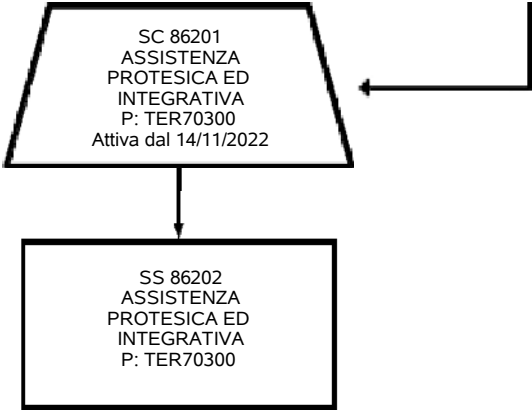 SC 86201
ASSISTENZA
PROTESICA ED
INTEGRATIVA
P: TER70300
Attiva dal 14/11/2022
SS 86202
ASSISTENZA
PROTESICA ED
INTEGRATIVA
P: TER70300